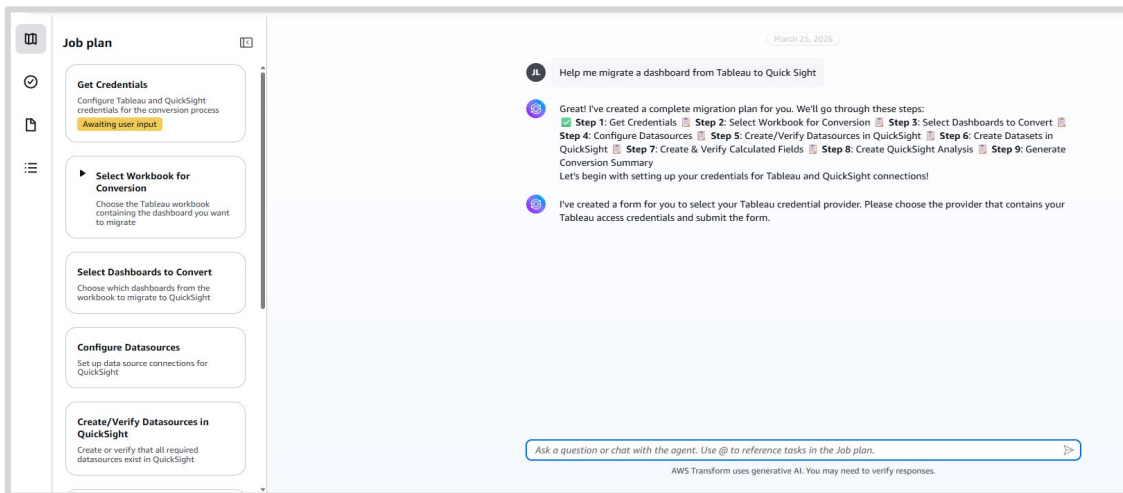 Job plan
Get Credentials
Configure Tableau and QuickSight
credentials for the conversion process
Awaiting user input
Select Workbook for
Conversion
Choose the Tableau workbook
containing the dashboard you want
to migrate
Select Dashboards to Convert
Choose which dashboards from the
workbook to migrate to QuickSight
Configure Datasources
Set up data source connections for
QuickSight
Create/Verify Datasources in
QuickSight
Create or verify that all required
datasources exist in QuickSight
March 25, 2026
JL
Help me migrate a dashboard from Tableau to Quick Sight
Great! I've created a complete migration plan for you. We'll go through these steps:
✅ Step 1: Get Credentials 📋 Step 2: Select Workbook for Conversion 📋 Step 3: Select Dashboards to Convert 📋
Step 4: Configure Datasources 📋 Step 5: Create/Verify Datasources in QuickSight 📋 Step 6: Create Datasets in
QuickSight 📋 Step 7: Create & Verify Calculated Fields 📋 Step 8: Create QuickSight Analysis 📋 Step 9: Generate
Conversion Summary
Let's begin with setting up your credentials for Tableau and QuickSight connections!
I've created a form for you to select your Tableau credential provider. Please choose the provider that contains your
Tableau access credentials and submit the form.
Ask a question or chat with the agent. Use @ to reference tasks in the Job plan.
AWS Transform uses generative AI. You may need to verify responses.